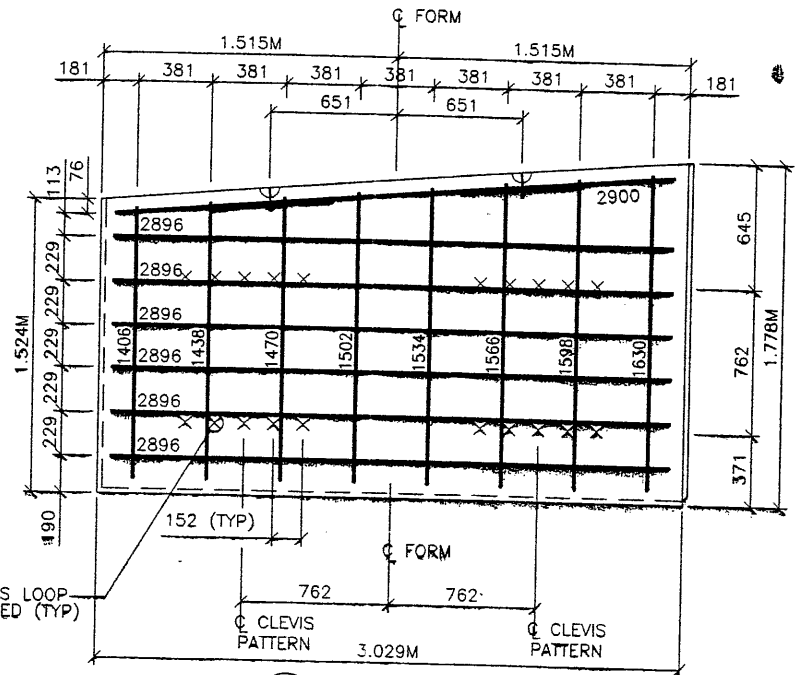 ℄ FORM
1.515M 1.515M
181 381 381 381 381 381 381 381 181
651 651
113 76
2900
2896
2896
2896
2896
2896
2896
229 229 229 229 229
190
1.524M
1406 1438 1470 1502 1534 1566 1598 1630
645
762
371
1.778M
152 (TYP)
℄ FORM
S LOOP
ED (TYP)
762 762
℄ CLEVIS
PATTERN
℄ CLEVIS
PATTERN
3.029M